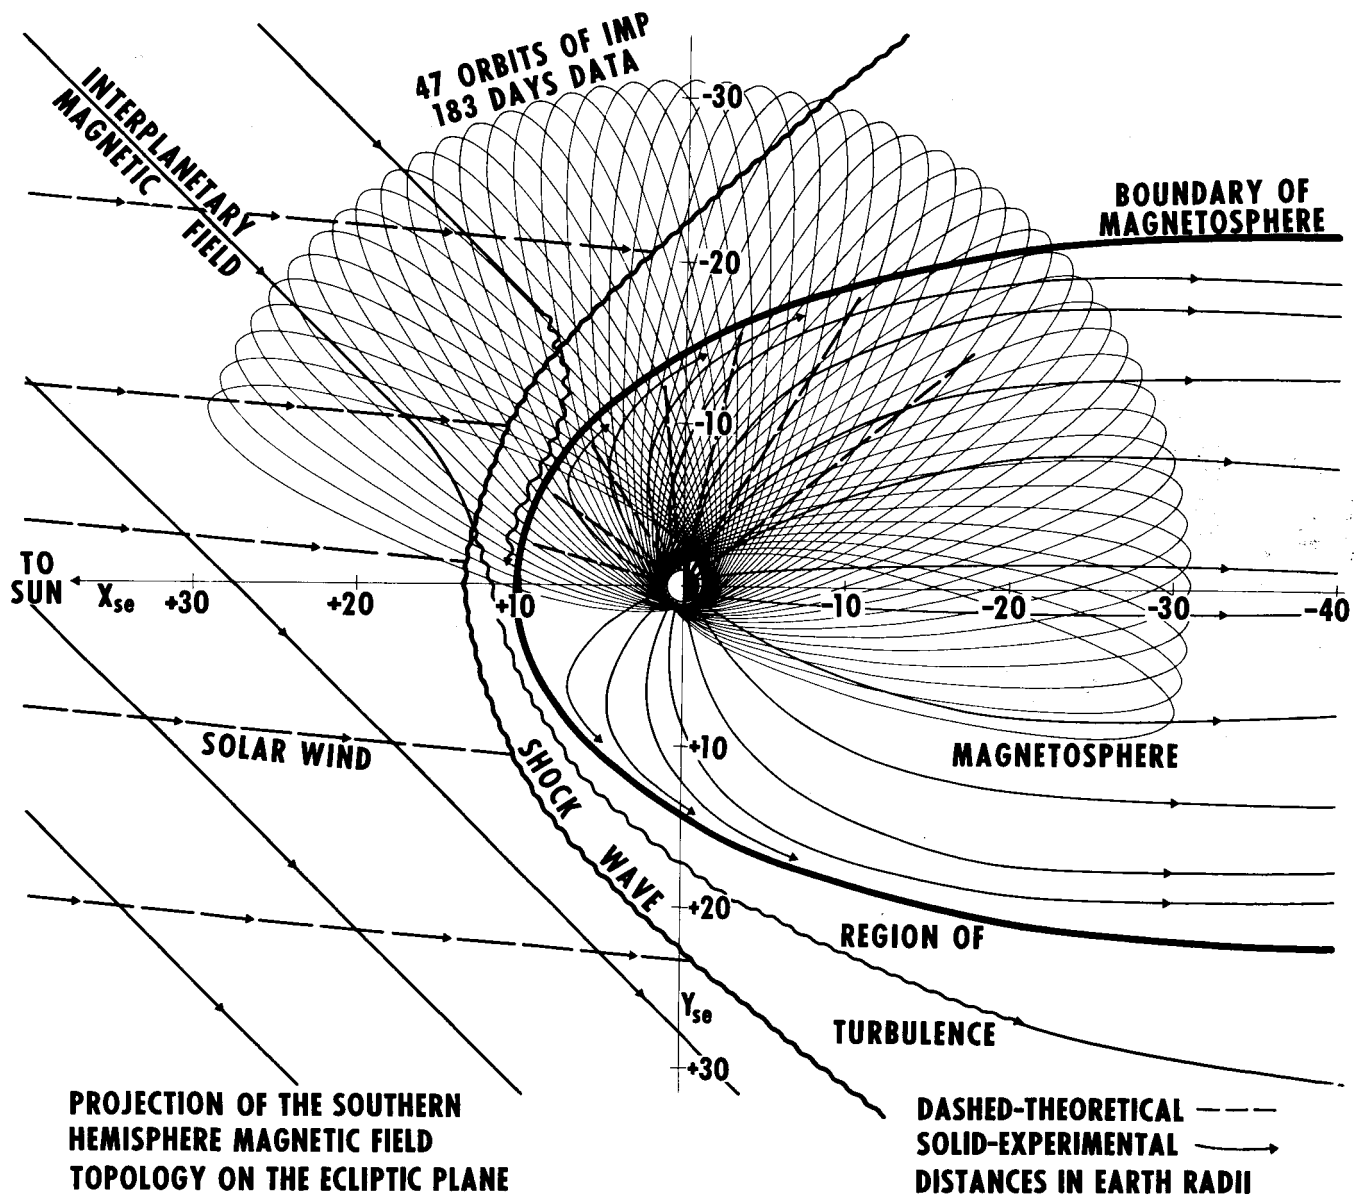 47 ORBITS OF IMP
183 DAYS DATA
INTERPLANETARY
MAGNETIC
FIELD
-30
BOUNDARY OF
MAGNETOSPHERE
-20
-10
TO
SUN
Xse +30 +20 +10 -10 -20 -30 -40
+10
SOLAR WIND
SHOCK
WAVE
MAGNETOSPHERE
+20
REGION OF
Yse
TURBULENCE
+30
PROJECTION OF THE SOUTHERN
HEMISPHERE MAGNETIC FIELD
TOPOLOGY ON THE ECLIPTIC PLANE
DASHED-THEORETICAL
SOLID-EXPERIMENTAL
DISTANCES IN EARTH RADII